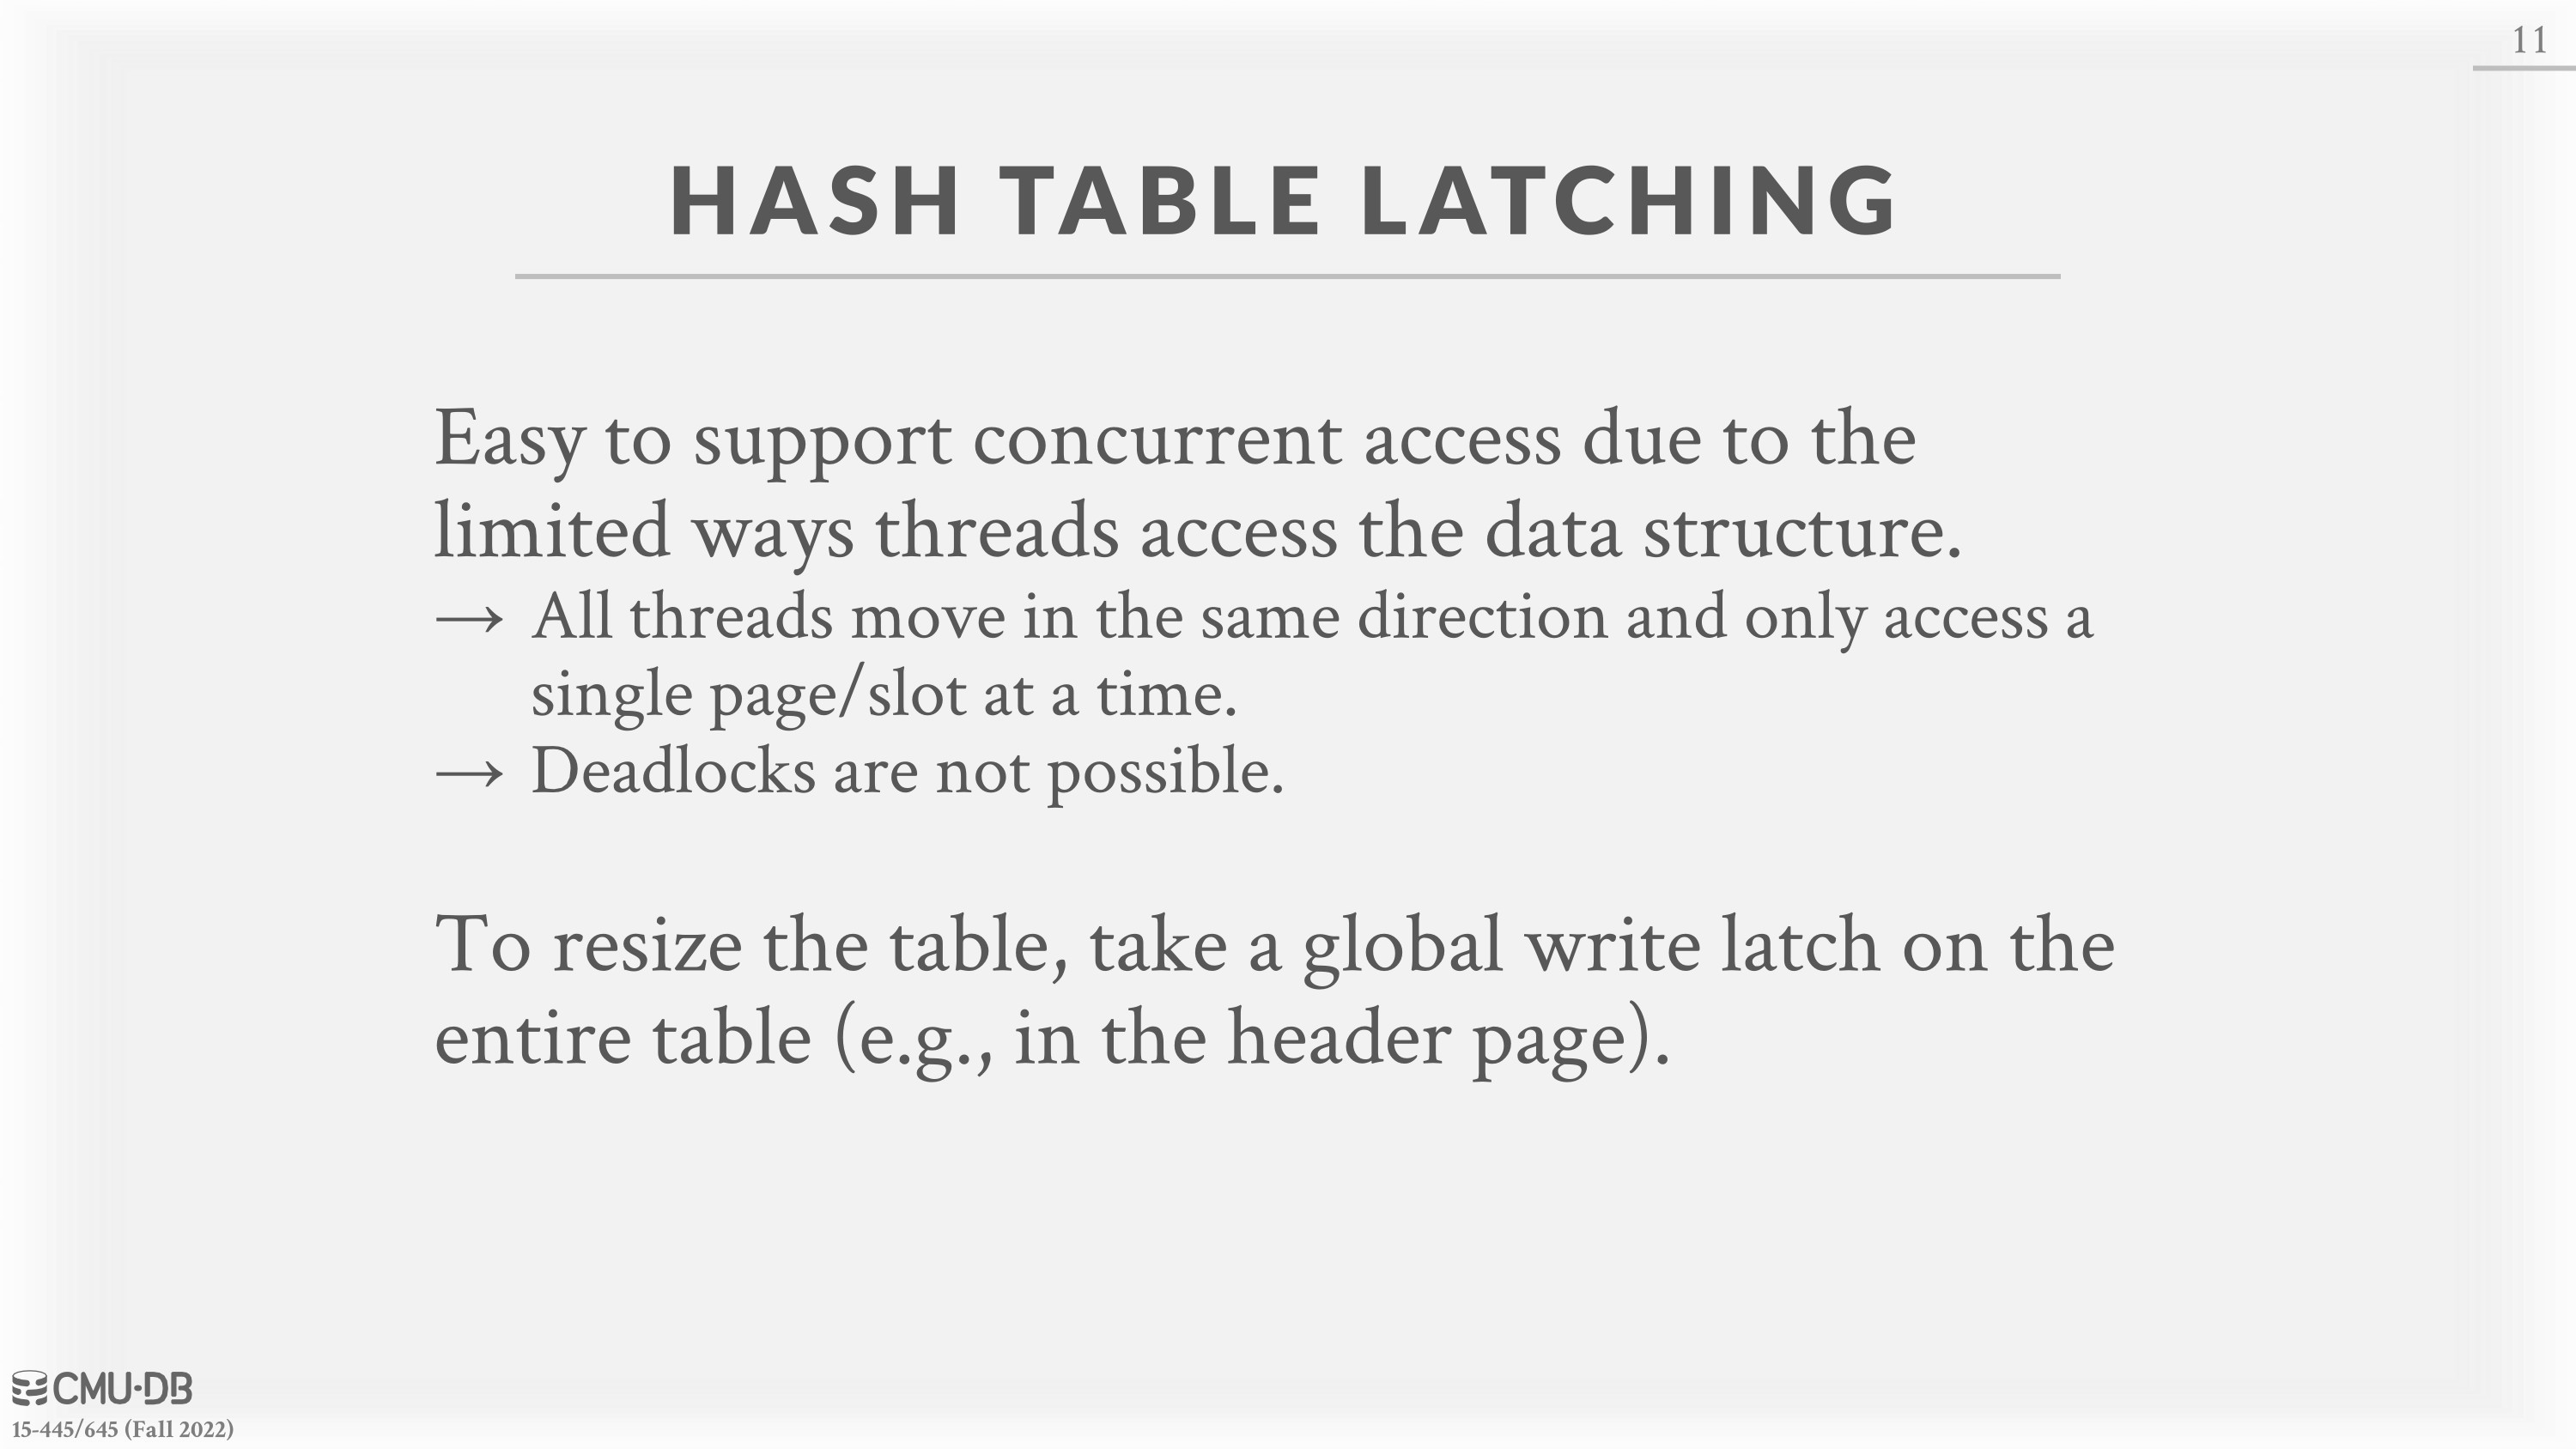 11
HASH TABLE LATCHING
Easy to support concurrent access due to the
limited ways threads access the data structure.
→ All threads move in the same direction and only access a
single page/slot at a time.
→ Deadlocks are not possible.
To resize the table, take a global write latch on the
entire table (e.g., in the header page).
CMU·DB
15-445/645 (Fall 2022)